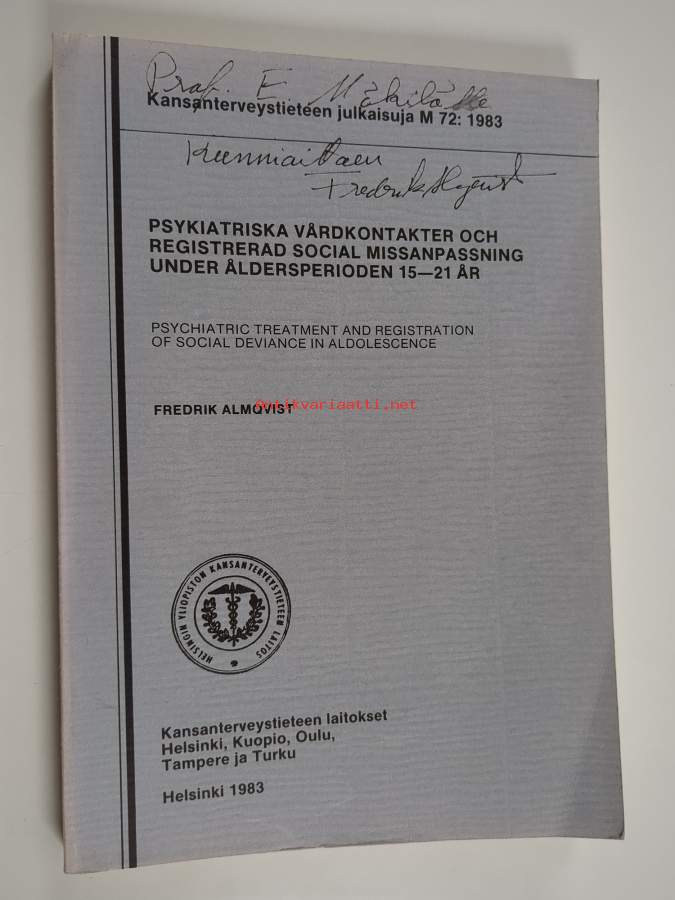 Prof. E Mäkilälle
Kansanterveystieteen julkaisuja M 72: 1983
Kunnioittaen
Fredrik Almqvist
PSYKIATRISKA VÅRDKONTAKTER OCH
REGISTRERAD SOCIAL MISSANPASSNING
UNDER ÅLDERSPERIODEN 15—21 ÅR
PSYCHIATRIC TREATMENT AND REGISTRATION
OF SOCIAL DEVIANCE IN ALDOLESCENCE
FREDRIK ALMQVIST
Antikvariaatti.net
HELSINGIN YLIOPISTON KANSANTERVEYSTIETEEN LAITOS
Kansanterveystieteen laitokset
Helsinki, Kuopio, Oulu,
Tampere ja Turku
Helsinki 1983